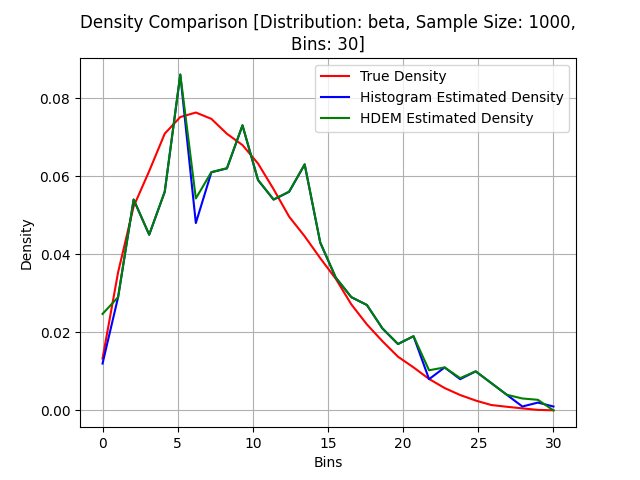 Density Comparison [Distribution: beta, Sample Size: 1000,
Bins: 30]
True Density
Histogram Estimated Density
HDEM Estimated Density
Density
0.08
0.06
0.04
0.02
0.00
0 5 10 15 20 25 30
Bins